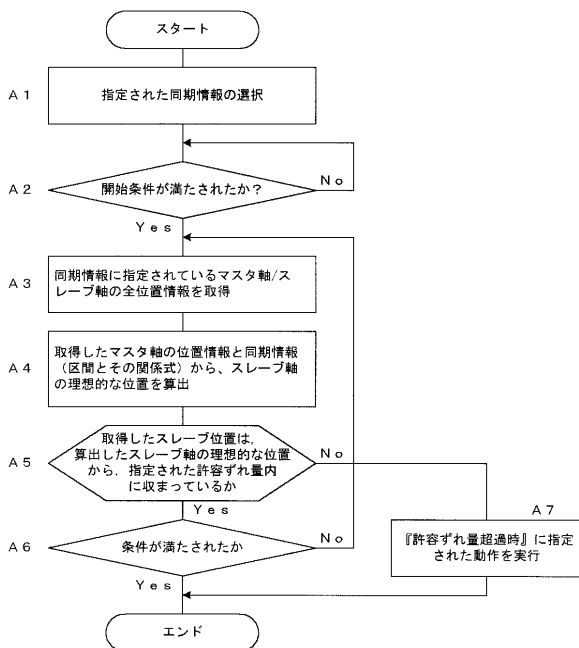 スタート
A1
指定された同期情報の選択
A2
開始条件が満たされたか?
No
Yes
A3
同期情報に指定されているマスタ軸/ス
レーブ軸の全位置情報を取得
A4
取得したマスタ軸の位置情報と同期情報
(区間とその関係式)から、スレーブ軸
の理想的な位置を算出
A5
取得したスレーブ位置は,
算出したスレーブ軸の理想的な位置
から,指定された許容ずれ量内
に収まっているか
No
Yes
A6
条件が満たされたか
No
Yes
A7
『許容ずれ量超過時』に指定
された動作を実行
エンド